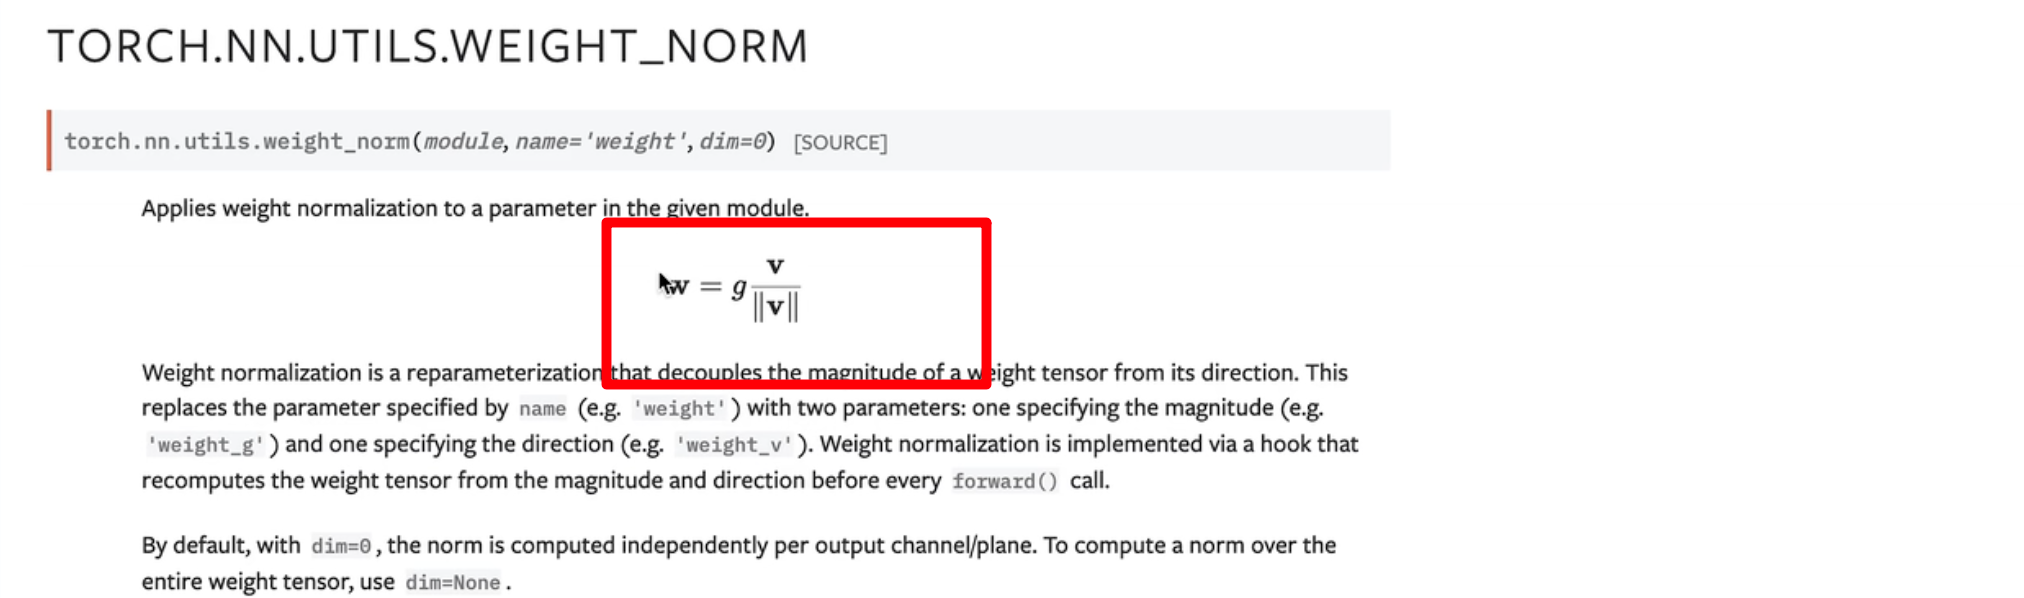 TORCH.NN.UTILS.WEIGHT_NORM
torch.nn.utils.weight_norm(module, name='weight', dim=0) [SOURCE]
Applies weight normalization to a parameter in the given module.
w = g v / ‖v‖
Weight normalization is a reparameterization that decouples the magnitude of a weight tensor from its direction. This
replaces the parameter specified by name (e.g. 'weight') with two parameters: one specifying the magnitude (e.g.
'weight_g') and one specifying the direction (e.g. 'weight_v'). Weight normalization is implemented via a hook that
recomputes the weight tensor from the magnitude and direction before every forward() call.
By default, with dim=0, the norm is computed independently per output channel/plane. To compute a norm over the
entire weight tensor, use dim=None.